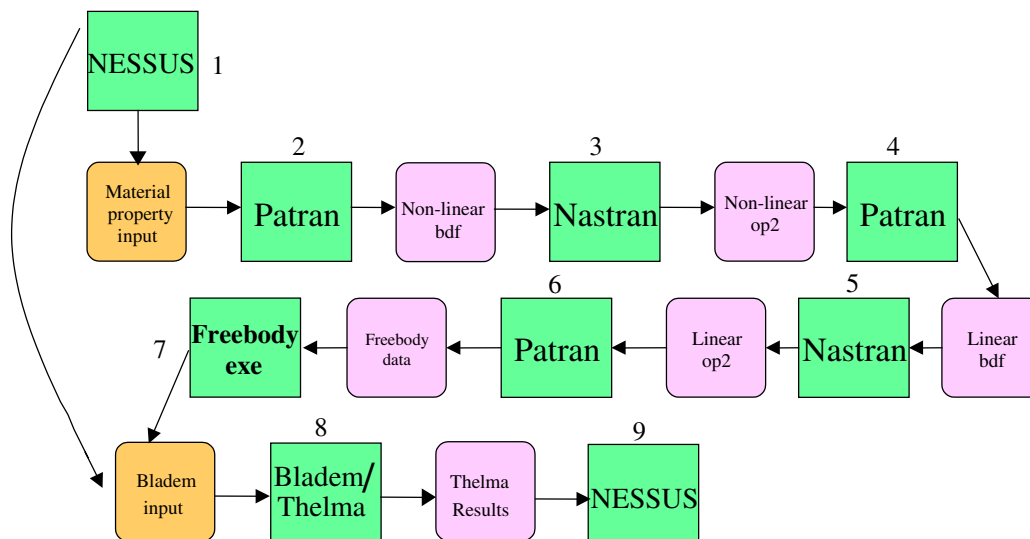 NESSUS
1
2
3
4
Material
property
input
Patran
Non-linear
bdf
Nastran
Non-linear
op2
Patran
6
5
7
Freebody
exe
Freebody
data
Patran
Linear
op2
Nastran
Linear
bdf
8
9
Bladem
input
Bladem/
Thelma
Thelma
Results
NESSUS